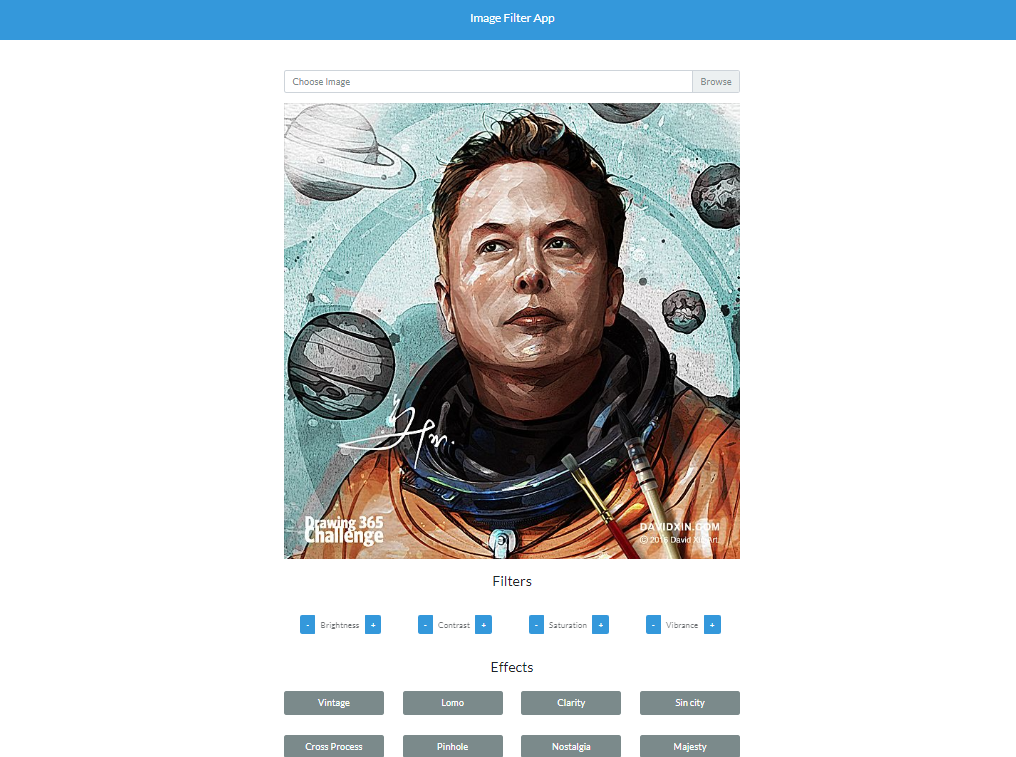 Image Filter App
Choose Image Browse
Drawing 365
Challenge
DAVIDXIN.COM
© 2016 David Xin Art.
Filters
- Brightness + - Contrast + - Saturation + - Vibrance +
Effects
Vintage Lomo Clarity Sin city
Cross Process Pinhole Nostalgia Majesty